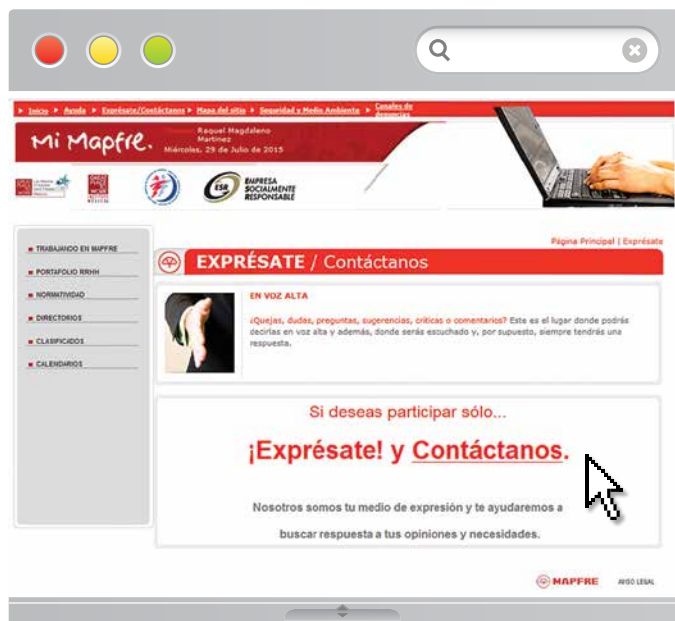 Inicio ▸ Ayuda ▸ Exprésate/Contáctanos ▸ Mapa del sitio ▸ Seguridad y Medio Ambiente ▸ Canales de denuncias
Mi Mapfre.
Raquel Magdaleno
Martinez
Miércoles, 29 de Julio de 2015
ESR
EMPRESA
SOCIALMENTE
RESPONSABLE
Página Principal | Exprésate
TRABAJANDO EN MAPFRE
PORTAFOLIO RRHH
NORMATIVIDAD
DIRECTORIOS
CLASIFICADOS
CALENDARIOS
EXPRÉSATE / Contáctanos
EN VOZ ALTA
¿Quejas, dudas, preguntas, sugerencias, críticas o comentarios? Este es el lugar donde podrás
decirlas en voz alta y además, donde serás escuchado y, por supuesto, siempre tendrás una
respuesta.
Si deseas participar sólo...
¡Exprésate! y Contáctanos.
Nosotros somos tu medio de expresión y te ayudaremos a
buscar respuesta a tus opiniones y necesidades.
MAPFRE
AVISO LEGAL